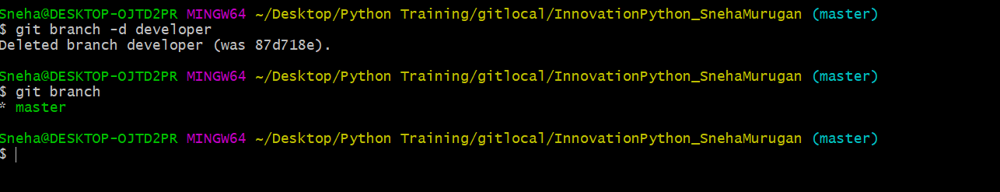 Sneha@DESKTOP-OJTD2PR MINGW64 ~/Desktop/Python Training/gitlocal/InnovationPython_SnehaMurugan (master)
$ git branch -d developer
Deleted branch developer (was 87d718e).
Sneha@DESKTOP-OJTD2PR MINGW64 ~/Desktop/Python Training/gitlocal/InnovationPython_SnehaMurugan (master)
$ git branch
* master
Sneha@DESKTOP-OJTD2PR MINGW64 ~/Desktop/Python Training/gitlocal/InnovationPython_SnehaMurugan (master)
$